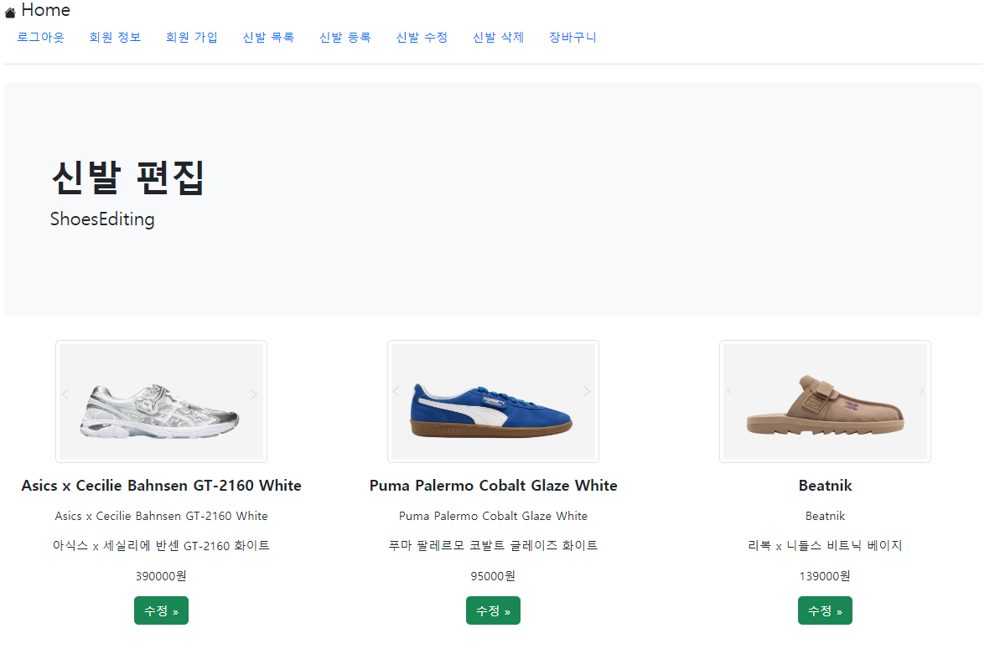 Home
로그아웃 회원 정보 회원 가입 신발 목록 신발 등록 신발 수정 신발 삭제 장바구니
신발 편집
ShoesEditing
Asics x Cecilie Bahnsen GT-2160 White
Asics x Cecilie Bahnsen GT-2160 White
아식스 x 세실리에 반센 GT-2160 화이트
390000원
수정 »
PUMA
Puma Palermo Cobalt Glaze White
Puma Palermo Cobalt Glaze White
푸마 팔레르모 코발트 글레이즈 화이트
95000원
수정 »
Beatnik
Beatnik
리복 x 니들스 비트닉 베이지
139000원
수정 »